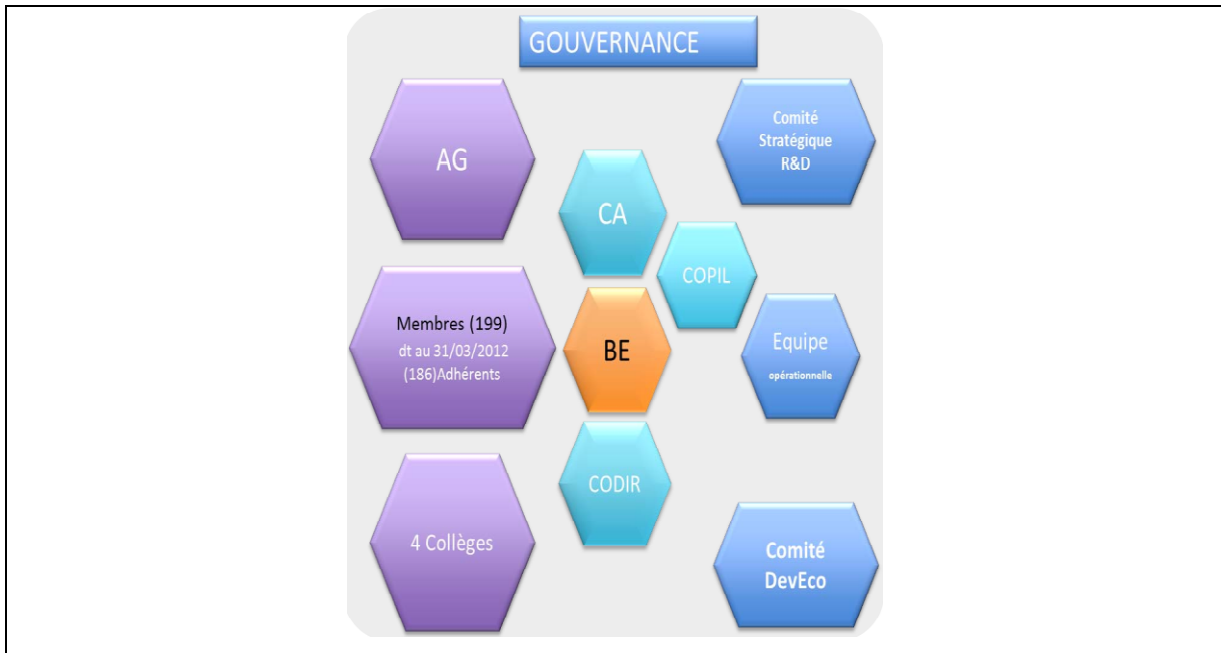 GOUVERNANCE
AG
Comité
Stratégique
R&D
CA
COPIL
Membres (199)
dt au 31/03/2012
(186)Adhérents
BE
Equipe
opérationnelle
CODIR
4 Collèges
Comité
DevEco